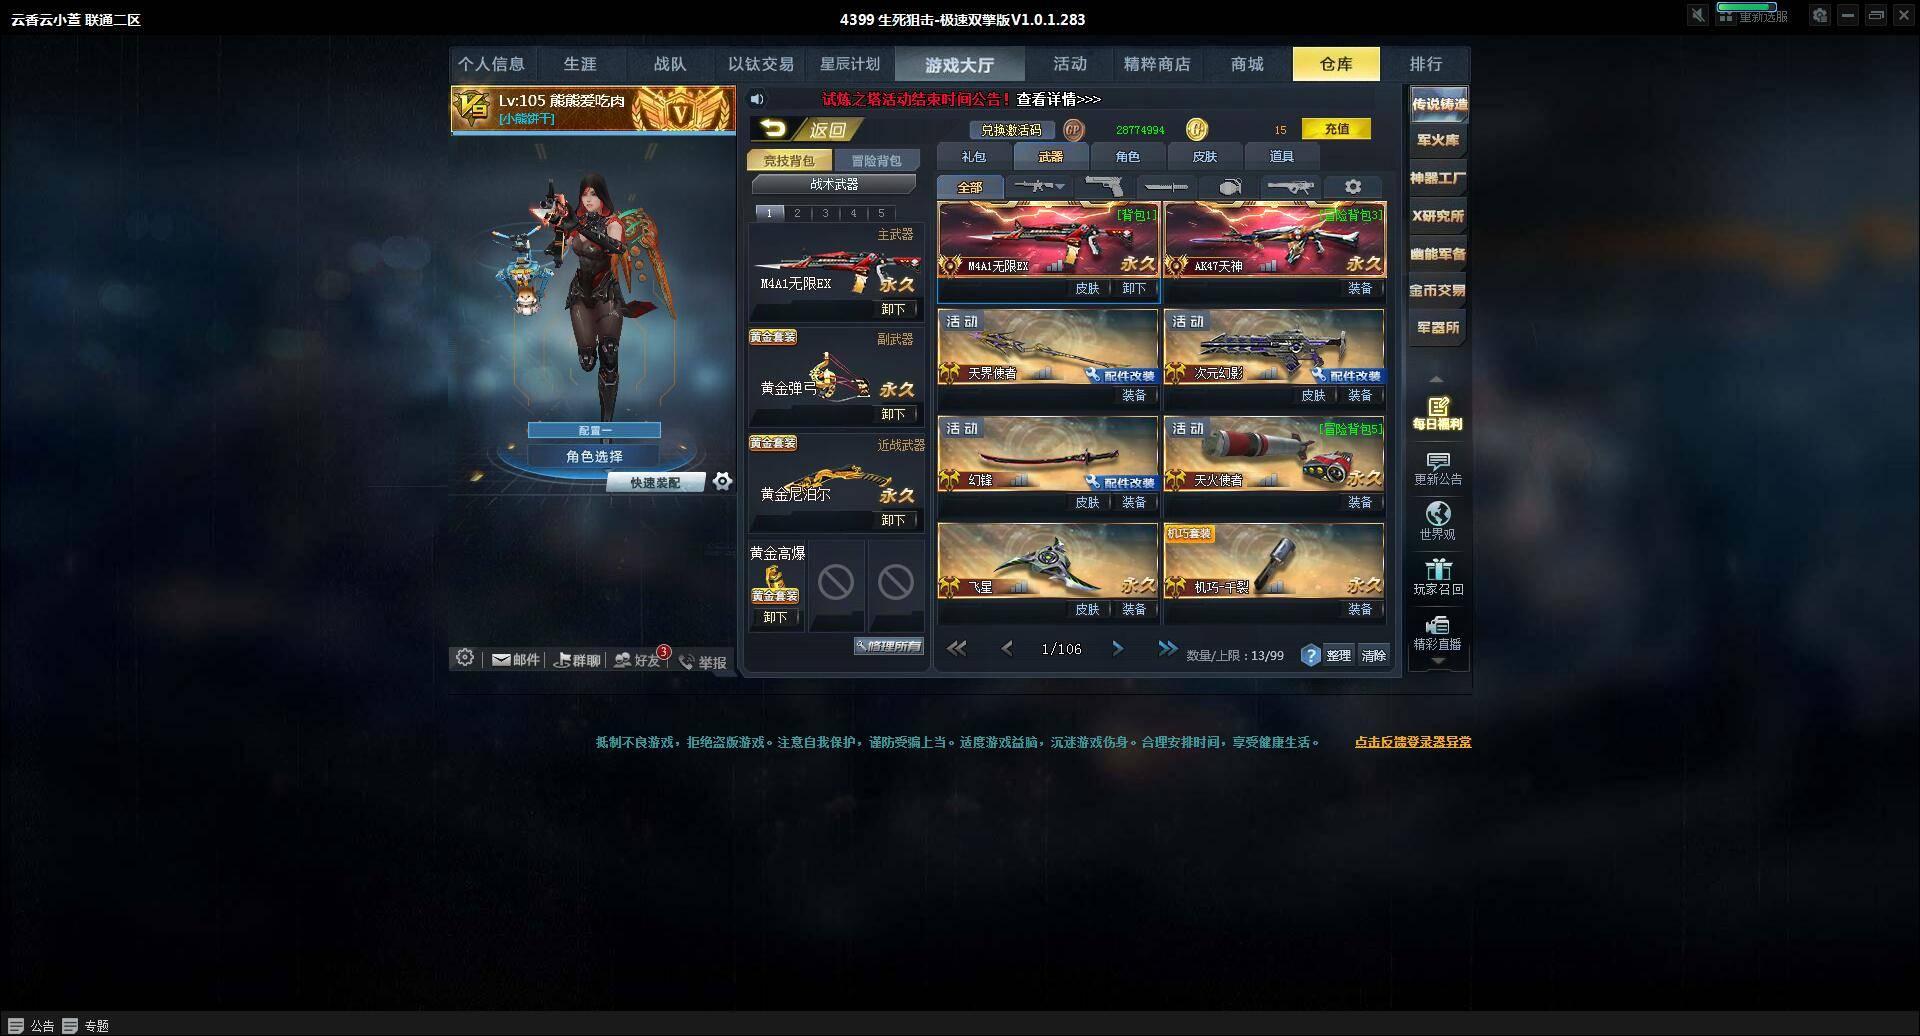 云香云小萱 联通二区
4399 生死狙击-极速双擎版V1.0.1.283
重新选服
个人信息 生涯 战队 以钛交易 星辰计划 游戏大厅 活动 精粹商店 商城 仓库 排行
V9 Lv:105 熊熊爱吃肉
[小熊饼干]
V
试炼之塔活动结束时间公告！查看详情>>>
返回
兑换激活码 GP 28774994 15 充值
竞技背包 冒险背包
礼包 武器 角色 皮肤 道具
战术武器
全部
1 2 3 4 5
主武器
M4A1无限EX 永久
卸下
黄金套装 副武器
黄金弹弓 永久
卸下
黄金套装 近战武器
黄金尼泊尔 永久
卸下
黄金高爆
黄金套装
卸下
修理所有
[背包1]
M4A1无限EX 永久
皮肤 卸下
[冒险背包3]
AK47天神 永久
装备
活动
天界使者 配件改装
装备
活动
次元幻影 配件改装
皮肤 装备
活动
幻锋 配件改装
皮肤 装备
活动 [冒险背包5]
天火使者 永久
装备
飞星 永久
皮肤 装备
机巧套装
机巧-千裂 永久
装备
1/106
数量/上限：13/99 ? 整理 清除
配置一
角色选择
快速装配
邮件 群聊 好友 3 举报
传说铸造
军火库
神器工厂
X研究所
幽能军备
金币交易
军器所
每日福利
更新公告
世界观
玩家召回
精彩直播
抵制不良游戏，拒绝盗版游戏。注意自我保护，谨防受骗上当。适度游戏益脑，沉迷游戏伤身。合理安排时间，享受健康生活。
点击反馈登录器异常
公告 专题